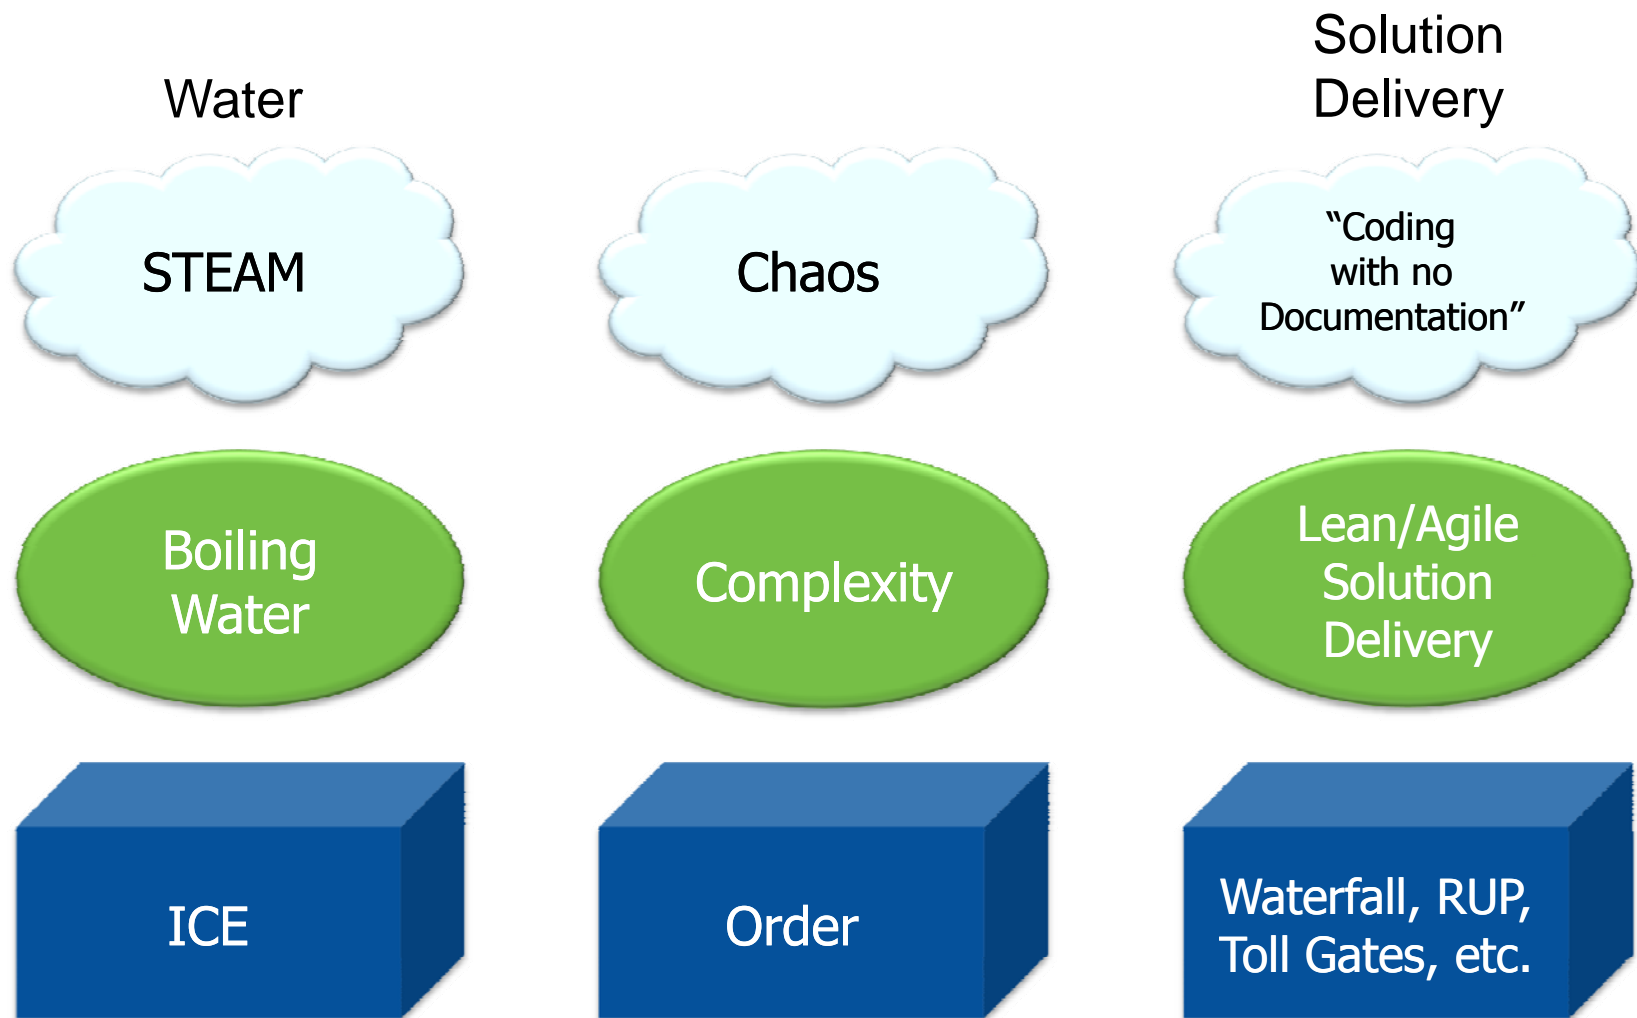 Water
Solution
Delivery
STEAM
Chaos
“Coding
with no
Documentation”
Boiling
Water
Complexity
Lean/Agile
Solution
Delivery
ICE
Order
Waterfall, RUP,
Toll Gates, etc.